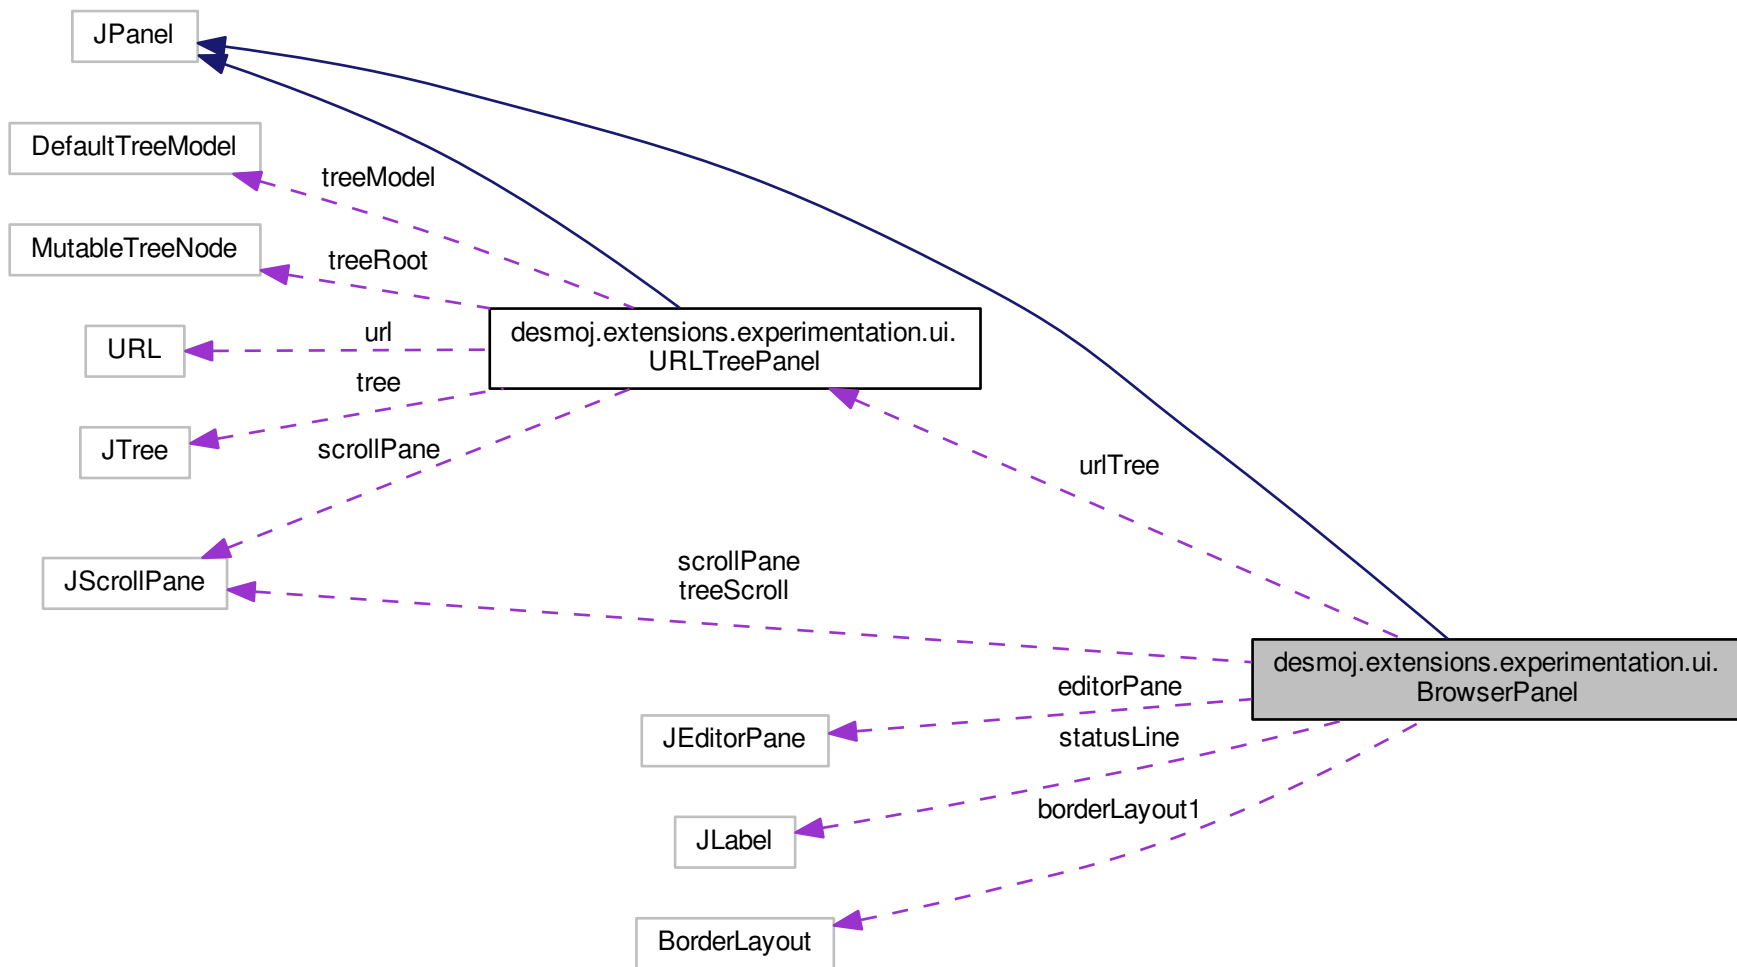 JPanel
DefaultTreeModel
treeModel
MutableTreeNode
treeRoot
URL
url
desmoj.extensions.experimentation.ui.
URLTreePanel
tree
JTree
scrollPane
urlTree
JScrollPane
scrollPane
treeScroll
desmoj.extensions.experimentation.ui.
BrowserPanel
editorPane
JEditorPane
statusLine
JLabel
borderLayout1
BorderLayout